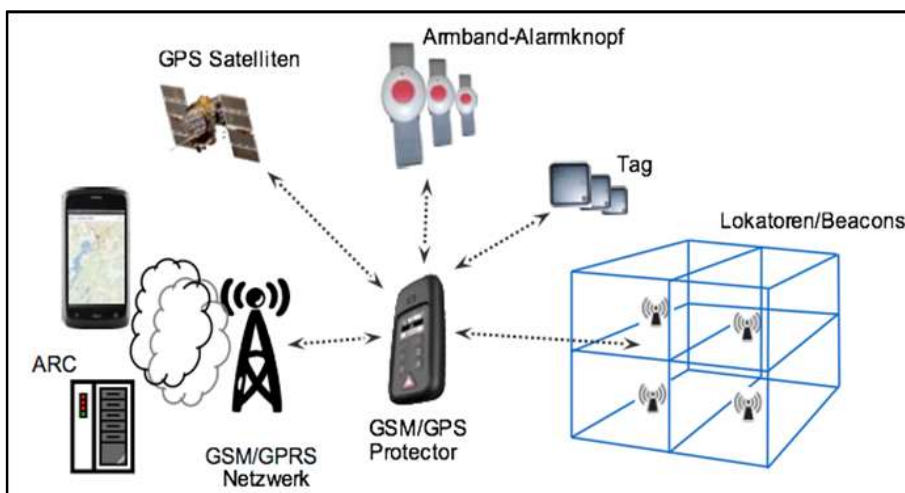 Armband-Alarmknopf
GPS Satelliten
Tag
Lokatoren/Beacons
ARC
GSM/GPRS
Netzwerk
GSM/GPS
Protector